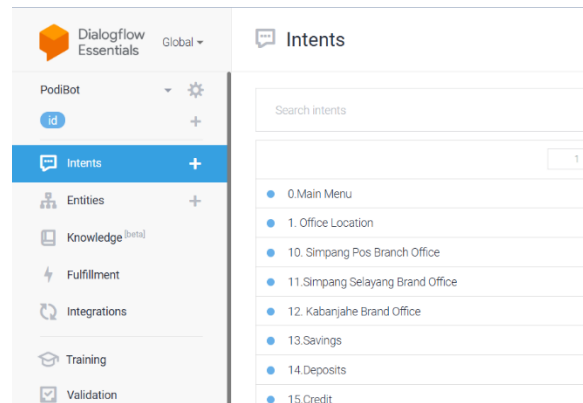 Dialogflow
Essentials
Global
Intents
PodiBot
id
Search intents
Intents
1
Entities
0.Main Menu
Knowledge [beta]
1. Office Location
Fulfillment
10. Simpang Pos Branch Office
Integrations
11.Simpang Selayang Brand Office
12. Kabanjahe Brand Office
Training
13.Savings
Validation
14.Deposits
15.Credit